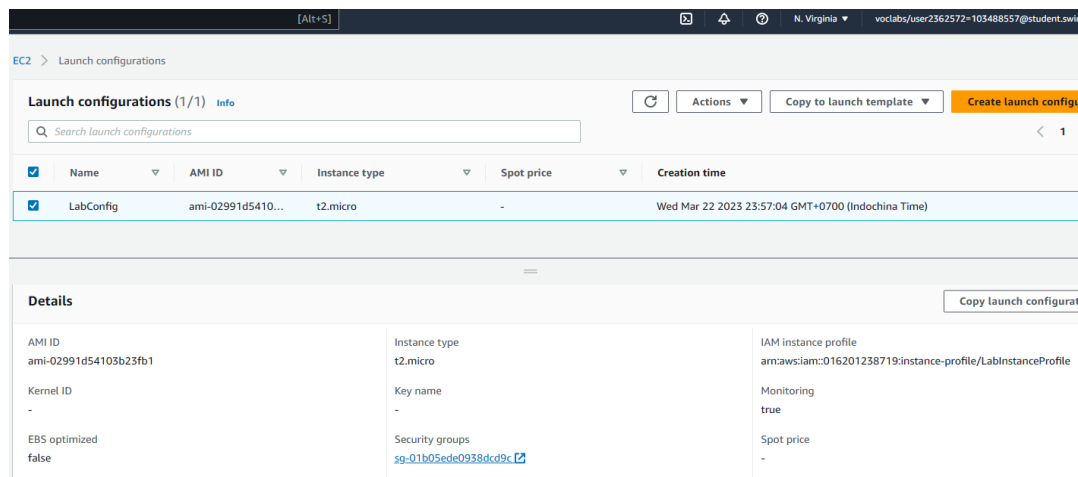 [Alt+S] N. Virginia ▼ voclabs/user2362572=103488557@student.swi
EC2 > Launch configurations
Launch configurations (1/1) Info Actions ▼ Copy to launch template ▼ Create launch configu
Search launch configurations < 1
Name AMI ID Instance type Spot price Creation time
LabConfig ami-02991d5410... t2.micro - Wed Mar 22 2023 23:57:04 GMT+0700 (Indochina Time)
Details Copy launch configurat
AMI ID Instance type IAM instance profile
ami-02991d54103b23fb1 t2.micro arn:aws:iam::016201238719:instance-profile/LabInstanceProfile
Kernel ID Key name Monitoring
- - true
EBS optimized Security groups Spot price
false sg-01b05ede0938dcd9c -